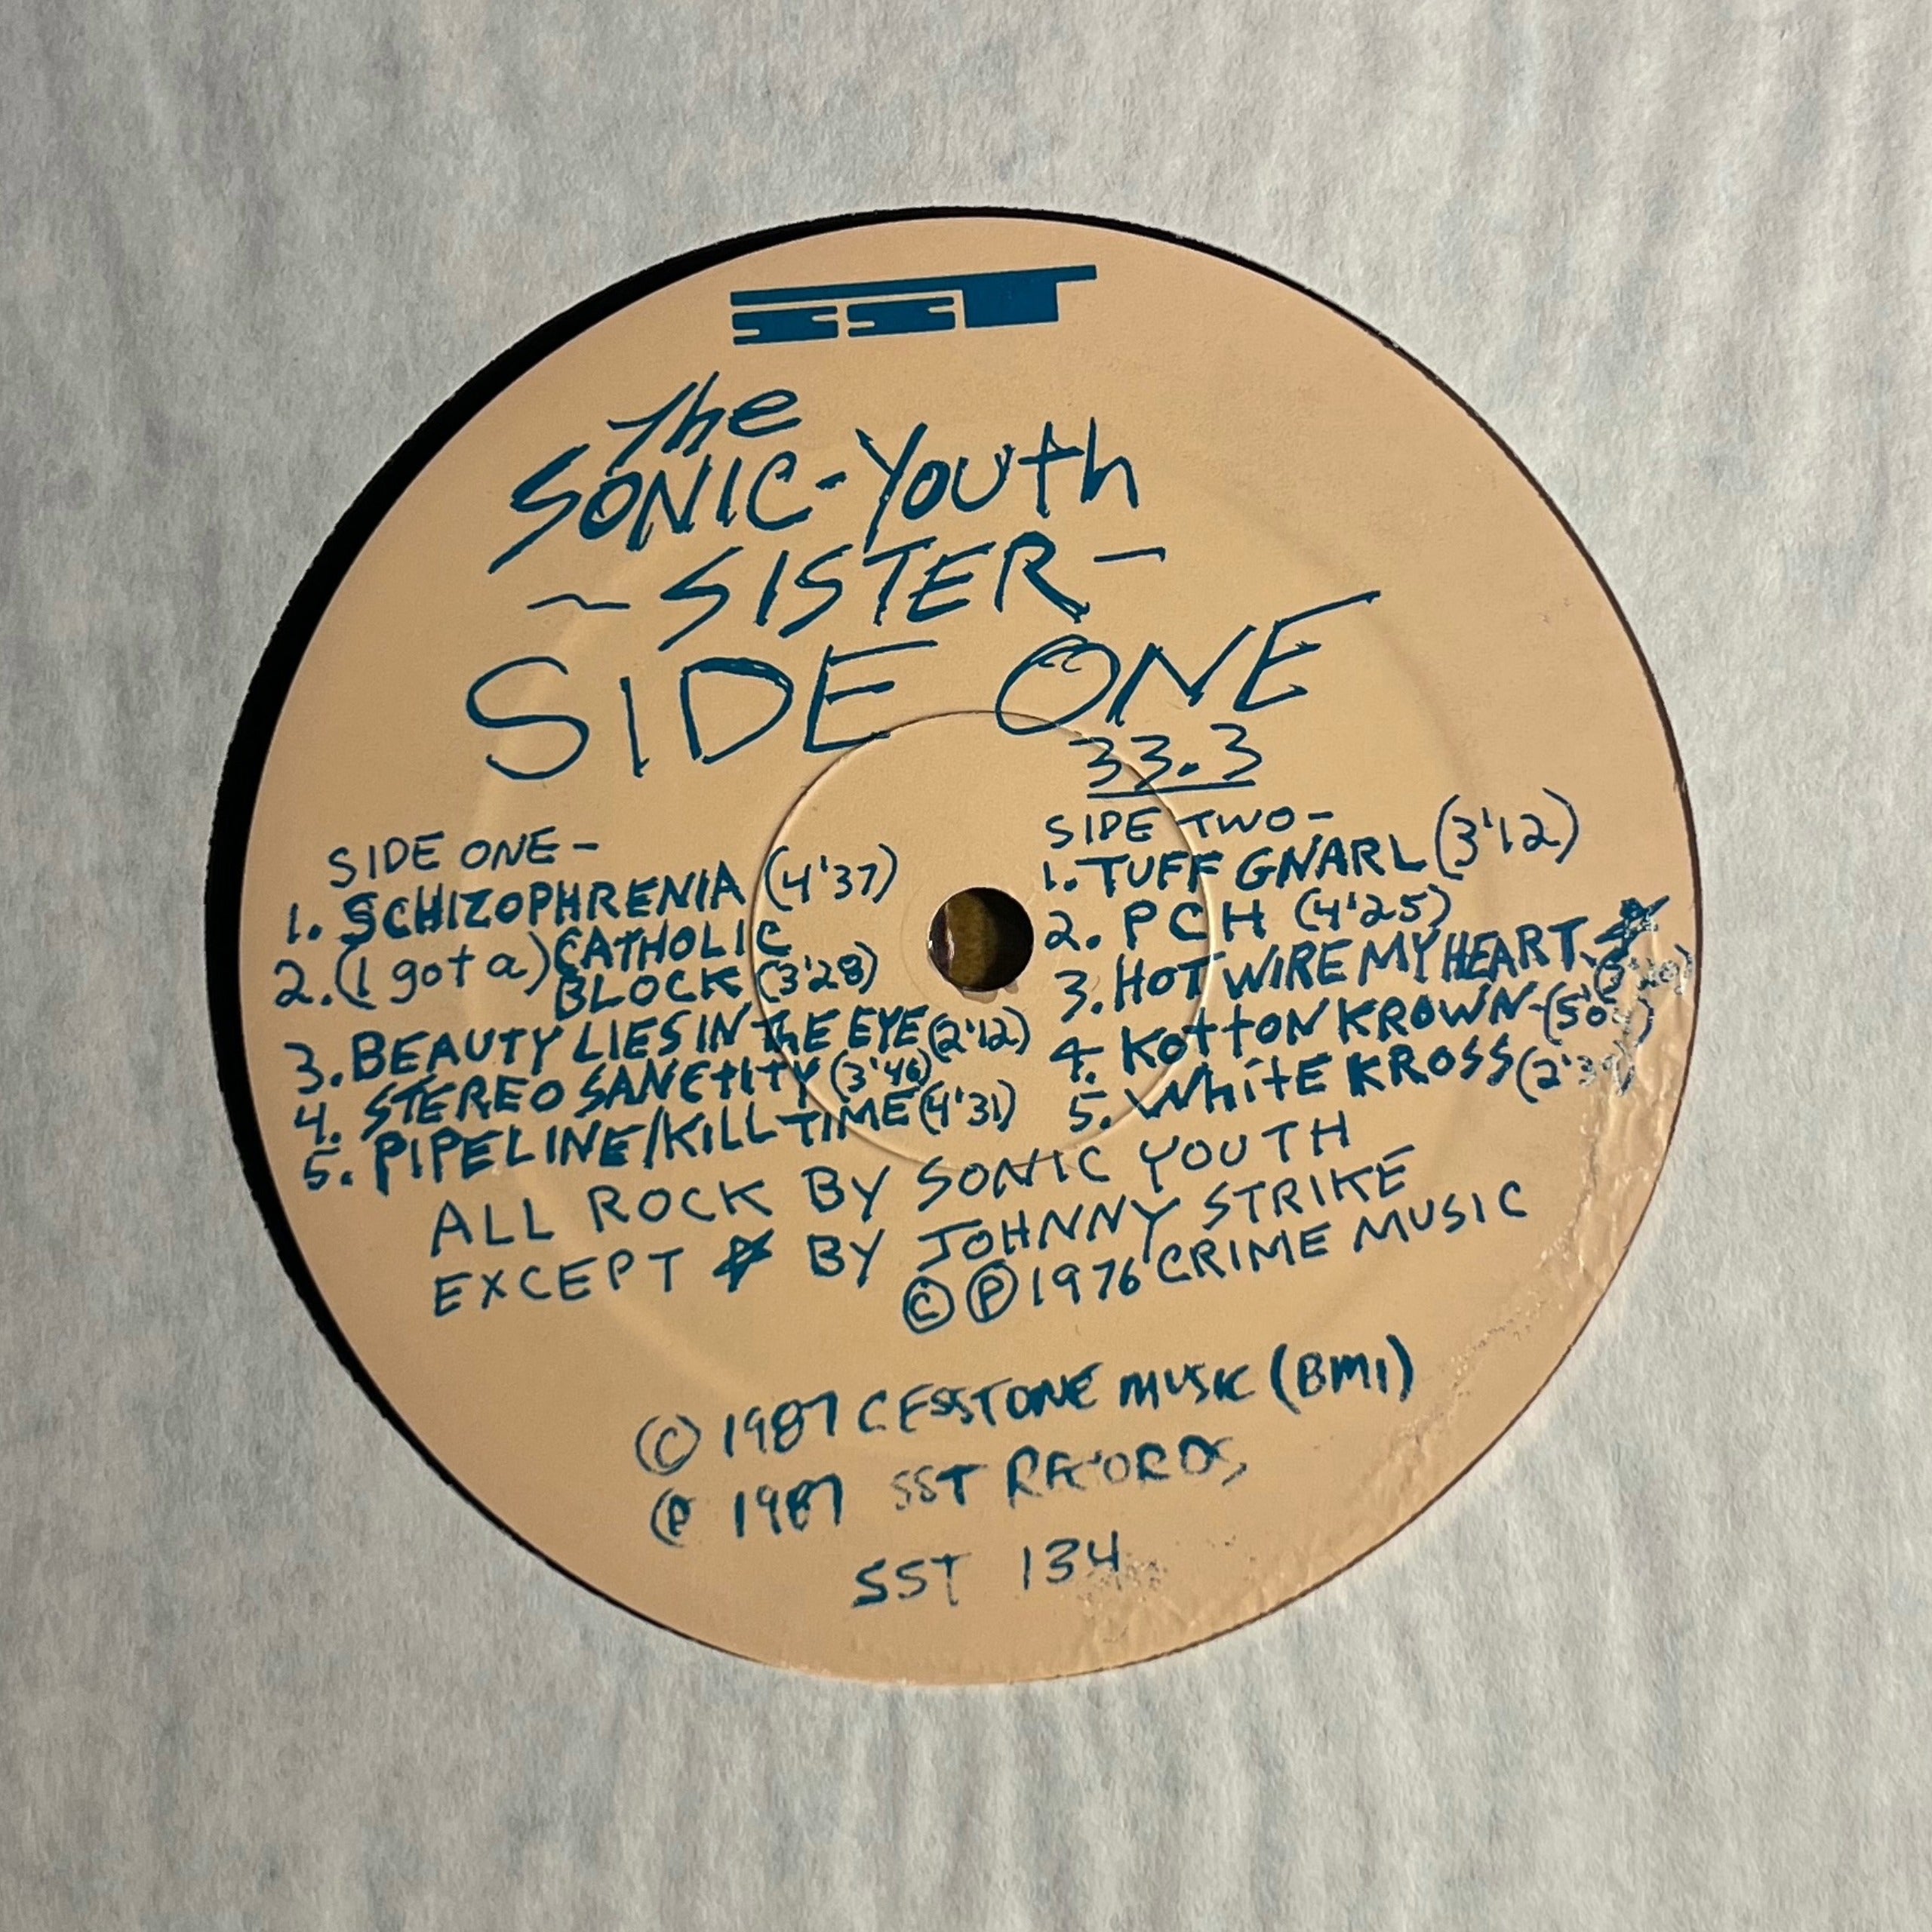 SST
The
SONIC-YOUth
~SISTER-
SIDE ONE
33.3
SIDE ONE-
1. SCHIZOPHRENIA (4'37)
2. (I got a) CATHOLIC
BLOCK (3'28)
3. BEAUTY LIES IN thE EYE (2'12)
4. STEREO SANCtITY (3'46)
5. PIPELINE/KILL TIME (4'31)
SIDE TWO-
1. TUFF GNARL (3'12)
2. PCH (4'25)
3. HOT WIRE MY HEART ☆
4. KOttON KROWN-
5. WhitE KROSS
ALL ROCK BY SONIC YOUTH
EXCEPT ☆ BY JOHNNY STRIKE
© ℗ 1976 CRIME MUSIC
© 1987 CESSTONE MUSIC (BMI)
℗ 1987 SST RECORDS
SST 134